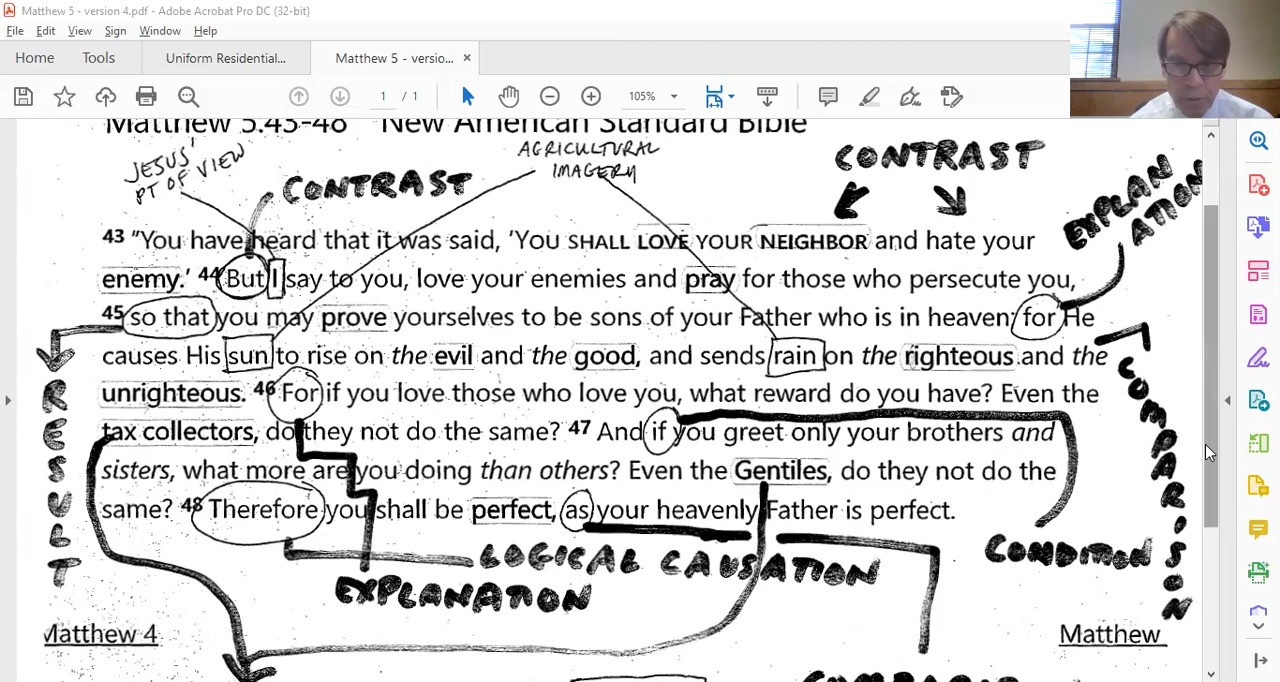 Matthew 5 - version 4.pdf - Adobe Acrobat Pro DC (32-bit)
File Edit View Sign Window Help
Home Tools Uniform Residential... Matthew 5 - versio... ×
1 / 1 105%
Matthew 5.43-48 New American Standard Bible
JESUS' PT OF VIEW
CONTRAST
AGRICULTURAL IMAGERY
CONTRAST
EXPLANATION
43 "You have heard that it was said, 'YOU SHALL LOVE YOUR NEIGHBOR and hate your
enemy.' 44 But I say to you, love your enemies and pray for those who persecute you,
45 so that you may prove yourselves to be sons of your Father who is in heaven; for He
causes His sun to rise on the evil and the good, and sends rain on the righteous and the
unrighteous. 46 For if you love those who love you, what reward do you have? Even the
tax collectors, do they not do the same? 47 And if you greet only your brothers and
sisters, what more are you doing than others? Even the Gentiles, do they not do the
same? 48 Therefore you shall be perfect, as your heavenly Father is perfect.
RESULT
COMPARISON
LOGICAL CAUSATION
CONDITION
EXPLANATION
Matthew 4
Matthew